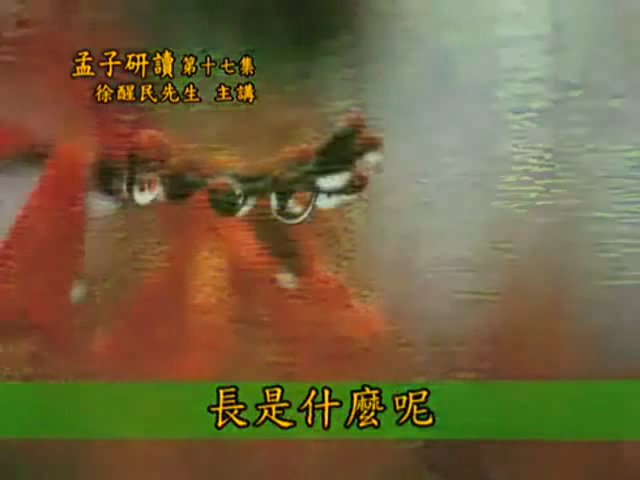 孟子研讀 第十七集
徐醒民先生 主講
長是什麼呢